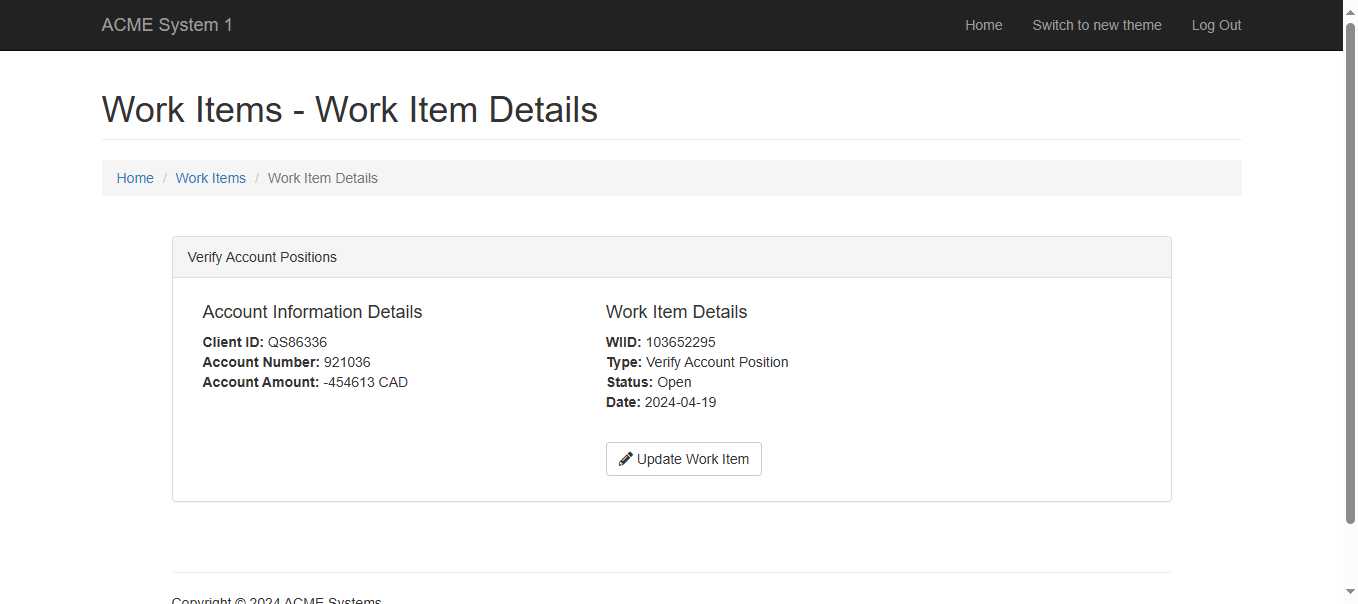 ACME System 1 Home Switch to new theme Log Out
Work Items - Work Item Details
Home / Work Items / Work Item Details
Verify Account Positions
Account Information Details
Client ID: QS86336
Account Number: 921036
Account Amount: -454613 CAD
Work Item Details
WIID: 103652295
Type: Verify Account Position
Status: Open
Date: 2024-04-19
Update Work Item
Copyright © 2024 ACME Systems